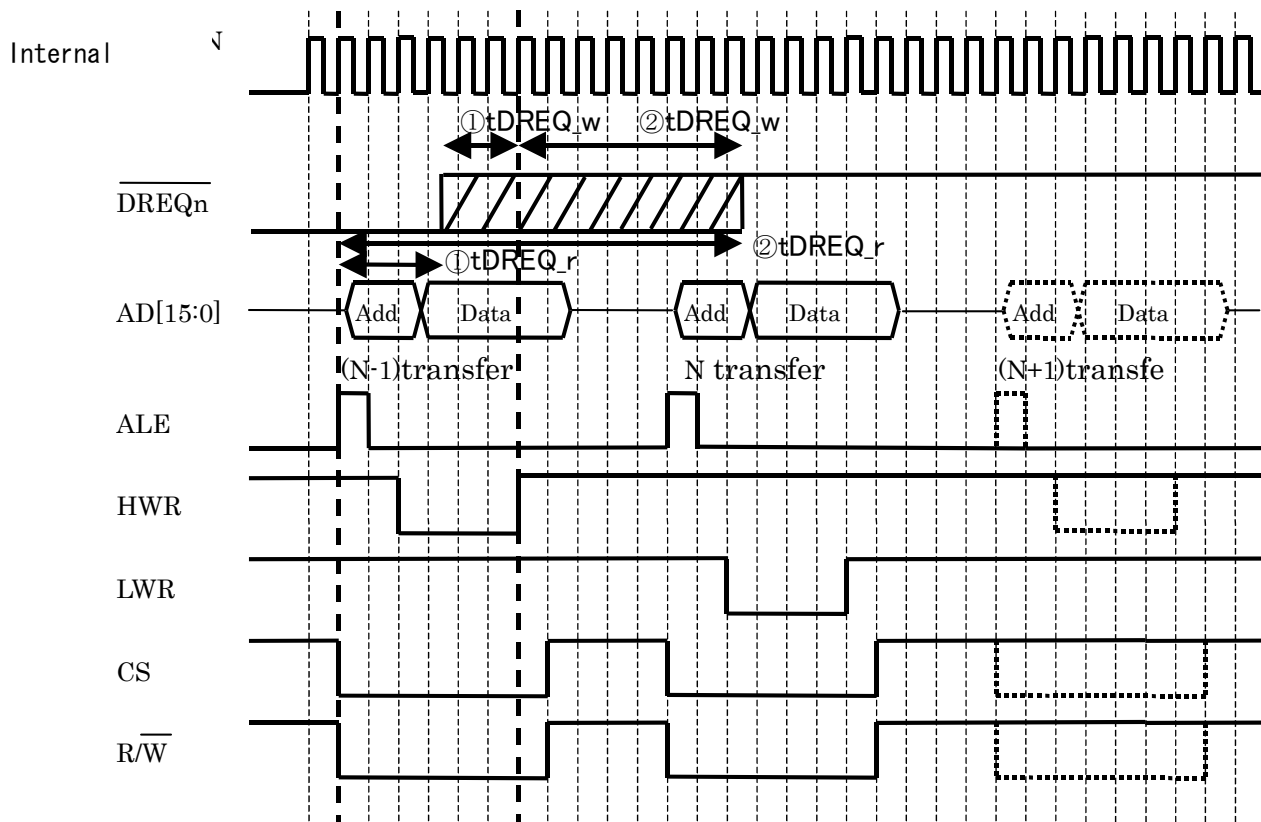 Internal
①tDREQ_w ②tDREQ_w
DREQn
②tDREQ_r
①tDREQ_r
AD[15:0] Add Data Add Data Add Data
(N-1)transfer N transfer (N+1)transfe
ALE
HWR
LWR
CS
R/W